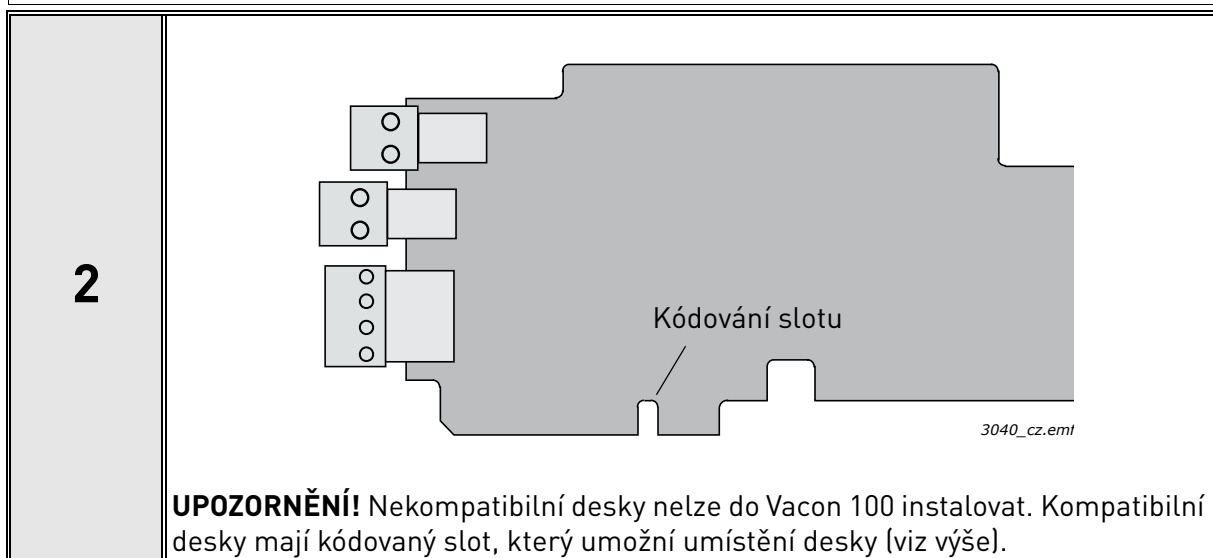 2
Kódování slotu
3040_cz.emf
UPOZORNĚNÍ! Nekompatibilní desky nelze do Vacon 100 instalovat. Kompatibilní
desky mají kódovaný slot, který umožní umístění desky (viz výše).